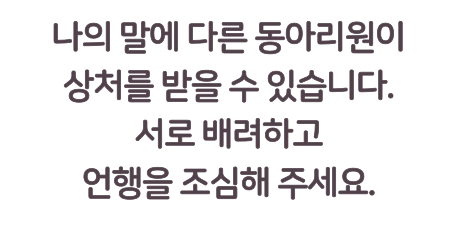 나의 말에 다른 동아리원이
상처를 받을 수 있습니다.
서로 배려하고
언행을 조심해 주세요.